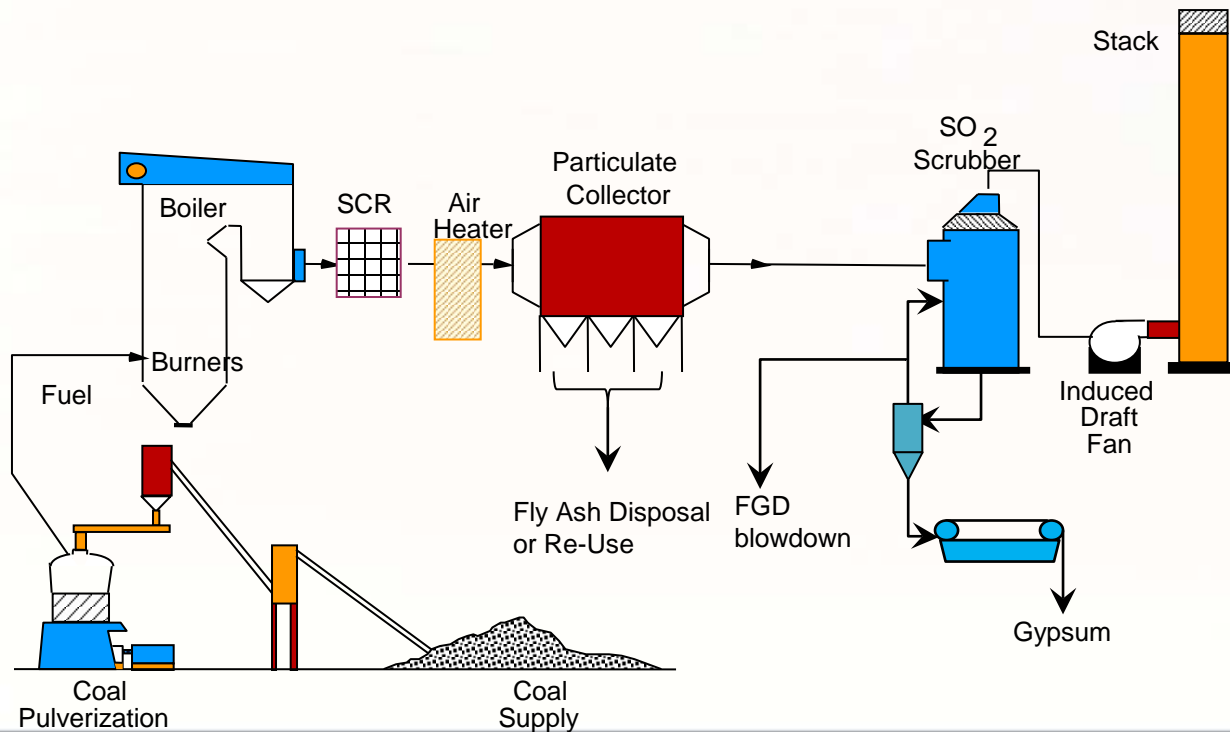 Stack
SO 2
Scrubber
Particulate
Collector
Boiler
SCR
Air
Heater
Burners
Fuel
Induced
Draft
Fan
Fly Ash Disposal
or Re-Use
FGD
blowdown
Gypsum
Coal
Pulverization
Coal
Supply